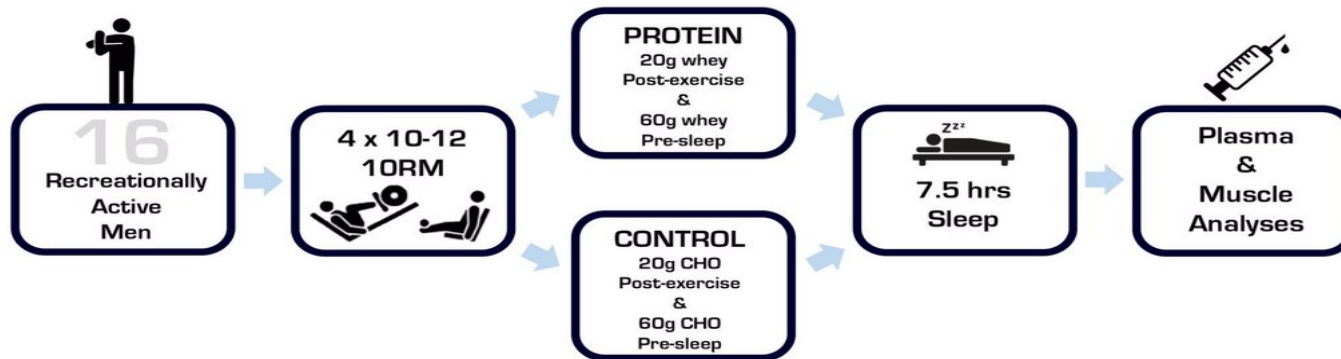 16
Recreationally
Active
Men
4 x 10-12
10RM
PROTEIN
20g whey
Post-exercise
&
60g whey
Pre-sleep
CONTROL
20g CHO
Post-exercise
&
60g CHO
Pre-sleep
zzz
7.5 hrs
Sleep
Plasma
&
Muscle
Analyses